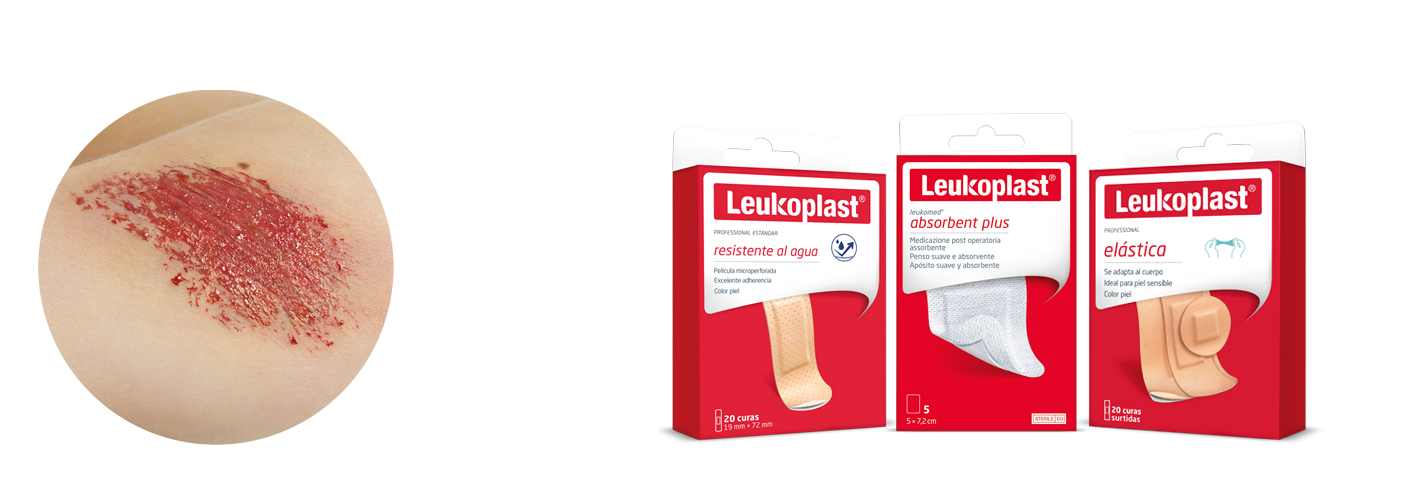 Leukoplast®
PROFESSIONAL ESTÁNDAR
resistente al agua
Película microperforada
Excelente adherencia
Color piel
20 curas
19 mm x 72 mm
Leukoplast®
leukomed®
absorbent plus
Medicazione post operatoria
assorbente
Penso suave e absorvente
Apósito suave y absorbente
5
5 x 7,2 cm
STERILE EO
Leukoplast®
PROFESSIONAL
elástica
Se adapta al cuerpo
Ideal para piel sensible
Color piel
20 curas
surtidas